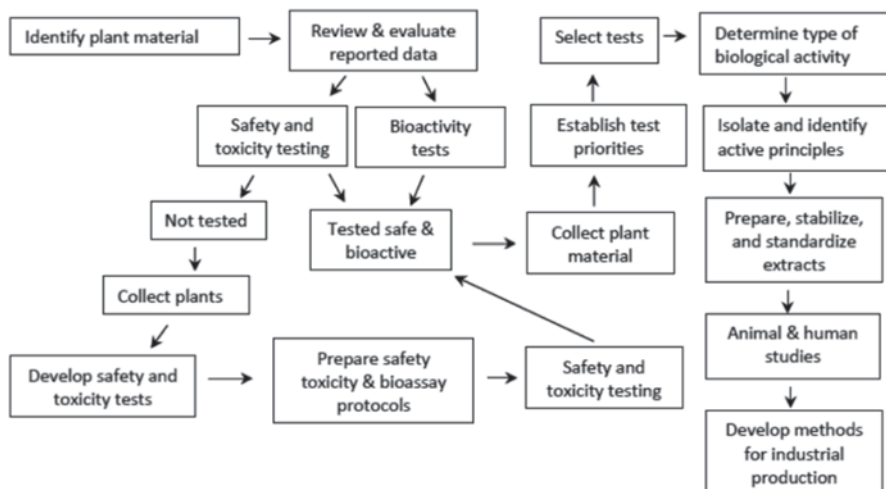 Identify plant material
Review & evaluate
reported data
Safety and
toxicity testing
Bioactivity
tests
Not tested
Tested safe &
bioactive
Collect plants
Develop safety and
toxicity tests
Prepare safety
toxicity & bioassay
protocols
Safety and
toxicity testing
Collect plant
material
Establish test
priorities
Select tests
Determine type of
biological activity
Isolate and identify
active principles
Prepare, stabilize,
and standardize
extracts
Animal & human
studies
Develop methods
for industrial
production